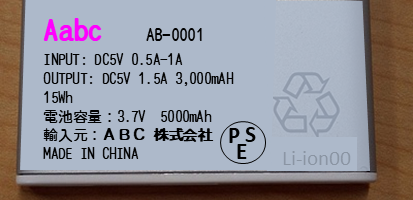 Aabc AB-0001
INPUT: DC5V 0.5A-1A
OUTPUT: DC5V 1.5A 3,000mAH
15Wh
電池容量：3.7V 5000mAh
輸入元：ＡＢＣ 株式会社
MADE IN CHINA
PS
E
Li-ion00